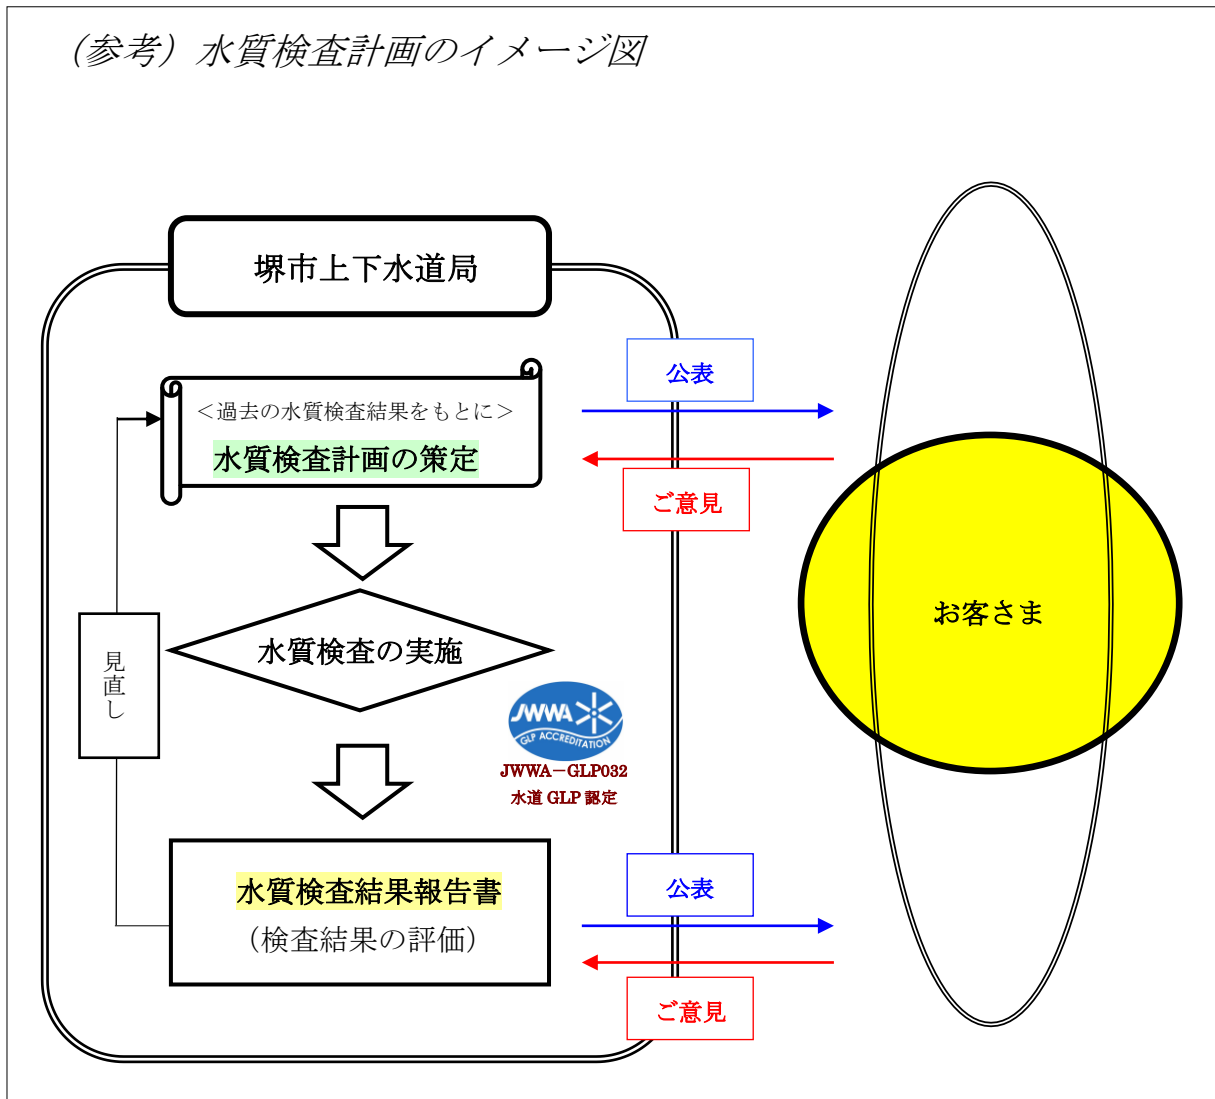 （参考）水質検査計画のイメージ図
堺市上下水道局
＜過去の水質検査結果をもとに＞
水質検査計画の策定
公表
ご意見
お客さま
水質検査の実施
見直し
JWWA
GLP ACCREDITATION
JWWA－GLP032
水道 GLP 認定
水質検査結果報告書
（検査結果の評価）
公表
ご意見